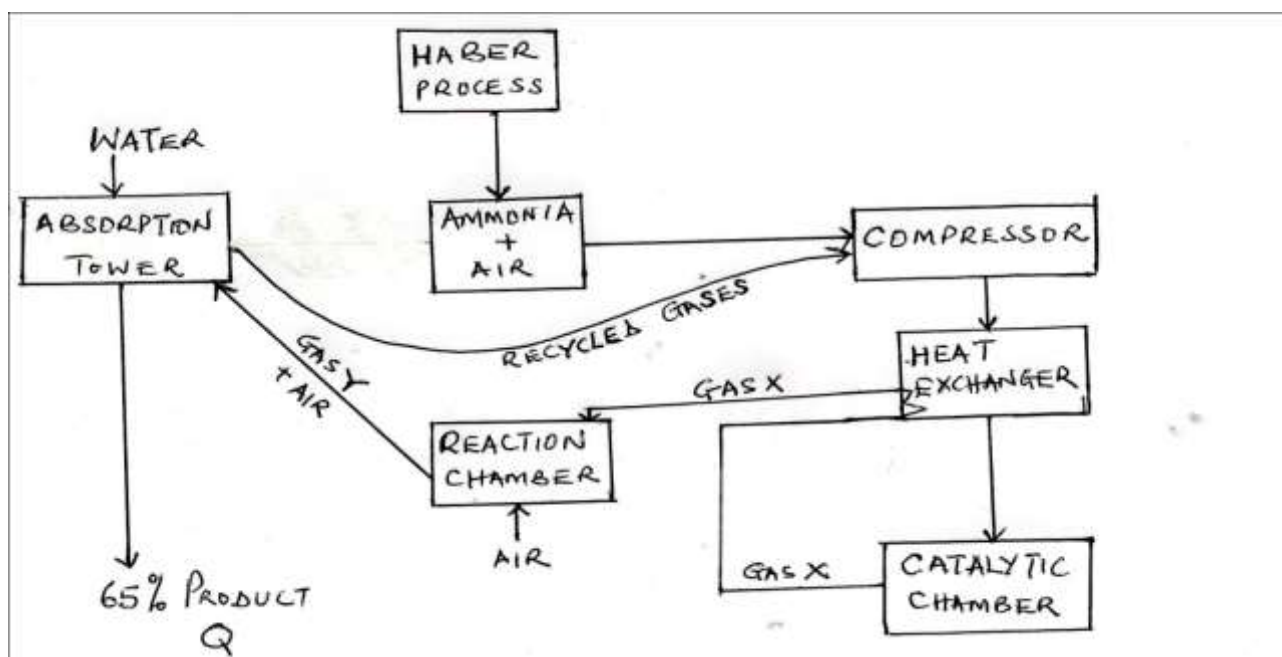 HABER
PROCESS
WATER
ABSORPTION
TOWER
AMMONIA
+
AIR
COMPRESSOR
RECYCLED GASES
HEAT
EXCHANGER
GAS X
GAS Y
+ AIR
REACTION
CHAMBER
AIR
GAS X
CATALYTIC
CHAMBER
65% PRODUCT
Q